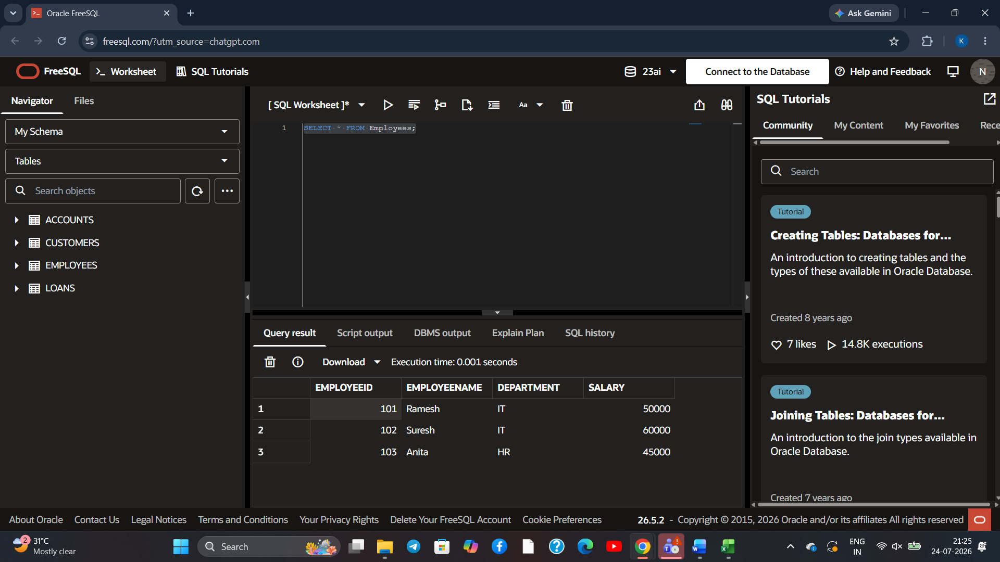 Oracle FreeSQL
Ask Gemini
freesql.com/?utm_source=chatgpt.com
K
FreeSQL
Worksheet
SQL Tutorials
23ai
Connect to the Database
Help and Feedback
N
Navigator
Files
My Schema
Tables
Search objects
ACCOUNTS
CUSTOMERS
EMPLOYEES
LOANS
[ SQL Worksheet ]*
Aa
1
SELECT * FROM Employees;
Query result
Script output
DBMS output
Explain Plan
SQL history
Download
Execution time: 0.001 seconds
EMPLOYEEID EMPLOYEENAME DEPARTMENT SALARY
1 101 Ramesh IT 50000
2 102 Suresh IT 60000
3 103 Anita HR 45000
SQL Tutorials
Community
My Content
My Favorites
Rece
Search
Tutorial
Creating Tables: Databases for...
An introduction to creating tables and the
types of these available in Oracle Database.
Created 8 years ago
7 likes
14.8K executions
Tutorial
Joining Tables: Databases for...
An introduction to the join types available in
Oracle Database.
Created 7 years ago
About Oracle
Contact Us
Legal Notices
Terms and Conditions
Your Privacy Rights
Delete Your FreeSQL Account
Cookie Preferences
26.5.2 - Copyright © 2015, 2026 Oracle and/or its affiliates All rights reserved
2
31°C
Mostly clear
Search
ENG
IN
21:25
24-07-2026